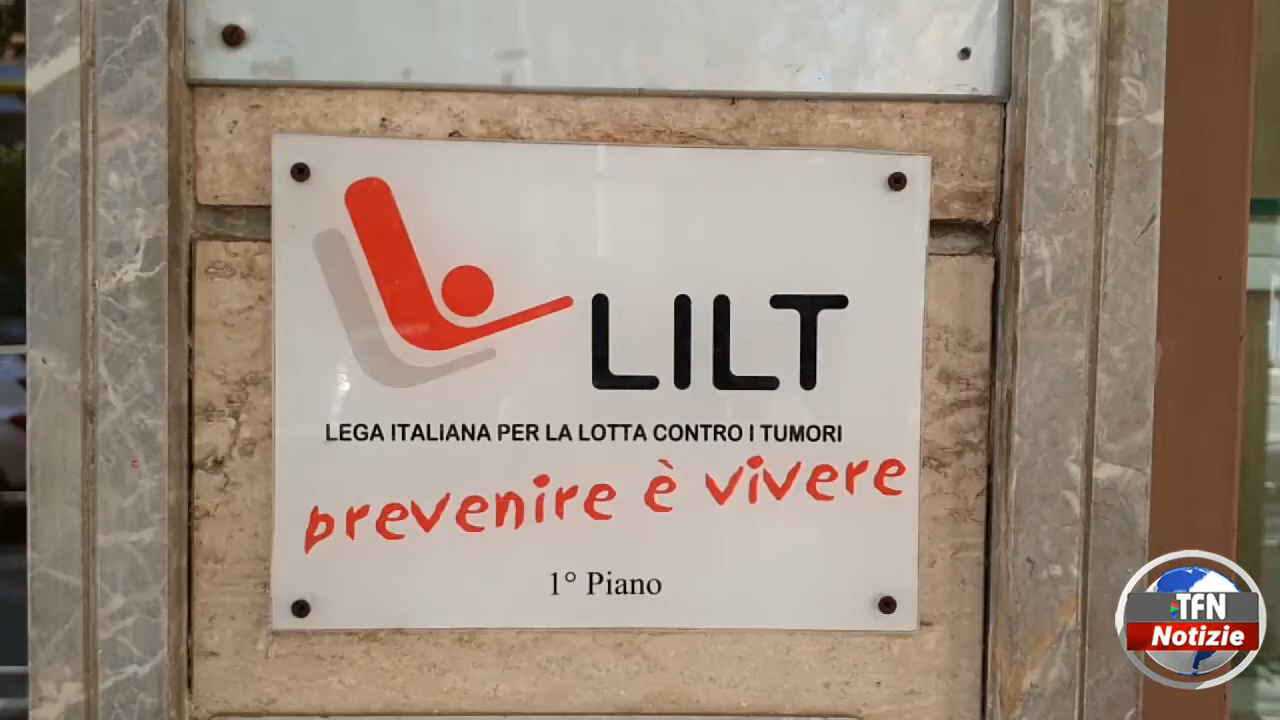 LILT
LEGA ITALIANA PER LA LOTTA CONTRO I TUMORI
prevenire è vivere
1° Piano
TFN
Notizie